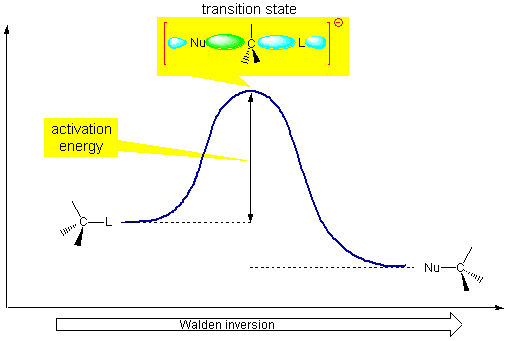 transition state
Nu C L ⊖
activation
energy
C L
Nu C
Walden inversion